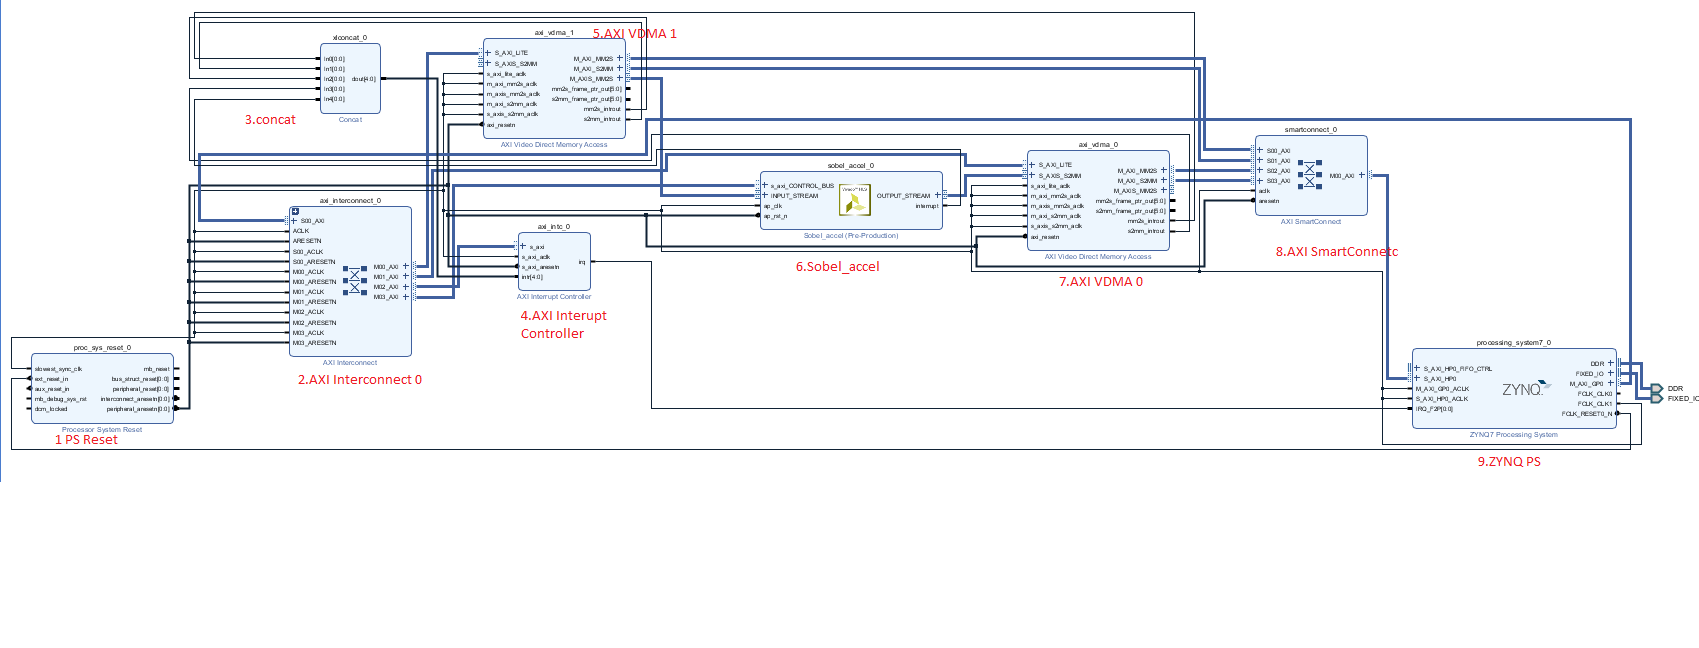 xlconcat_0
In0[0:0]
In1[0:0]
In2[0:0]
In3[0:0]
In4[0:0]
dout[4:0]
Concat
3.concat
axi_vdma_1
5.AXI VDMA 1
S_AXI_LITE
S_AXIS_S2MM
s_axi_lite_aclk
m_axi_mm2s_aclk
m_axis_mm2s_aclk
m_axi_s2mm_aclk
s_axis_s2mm_aclk
axi_resetn
M_AXI_MM2S
M_AXI_S2MM
M_AXIS_MM2S
mm2s_frame_ptr_out[5:0]
s2mm_frame_ptr_out[5:0]
mm2s_introut
s2mm_introut
AXI Video Direct Memory Access
smartconnect_0
S00_AXI
S01_AXI
S02_AXI
S03_AXI
aclk
aresetn
M00_AXI
AXI SmartConnect
8.AXI SmartConnetc
axi_vdma_0
S_AXI_LITE
S_AXIS_S2MM
s_axi_lite_aclk
m_axi_mm2s_aclk
m_axis_mm2s_aclk
m_axi_s2mm_aclk
s_axis_s2mm_aclk
axi_resetn
M_AXI_MM2S
M_AXI_S2MM
M_AXIS_MM2S
mm2s_frame_ptr_out[5:0]
s2mm_frame_ptr_out[5:0]
mm2s_introut
s2mm_introut
AXI Video Direct Memory Access
7.AXI VDMA 0
sobel_accel_0
s_axi_CONTROL_BUS
INPUT_STREAM
ap_clk
ap_rst_n
OUTPUT_STREAM
interrupt
Sobel_accel (Pre-Production)
6.Sobel_accel
axi_interconnect_0
S00_AXI
ACLK
ARESETN
S00_ACLK
S00_ARESETN
M00_ACLK
M00_ARESETN
M01_ACLK
M01_ARESETN
M02_ACLK
M02_ARESETN
M03_ACLK
M03_ARESETN
M00_AXI
M01_AXI
M02_AXI
M03_AXI
AXI Interconnect
2.AXI Interconnect 0
axi_intc_0
s_axi
s_axi_aclk
s_axi_aresetn
intr[4:0]
irq
AXI Interrupt Controller
4.AXI Interupt
Controller
proc_sys_reset_0
slowest_sync_clk
ext_reset_in
aux_reset_in
mb_debug_sys_rst
dcm_locked
mb_reset
bus_struct_reset[0:0]
peripheral_reset[0:0]
interconnect_aresetn[0:0]
peripheral_aresetn[0:0]
Processor System Reset
1 PS Reset
processing_system7_0
S_AXI_HP0_FIFO_CTRL
S_AXI_HP0
M_AXI_GP0_ACLK
S_AXI_HP0_ACLK
IRQ_F2P[0:0]
ZYNQ
DDR
FIXED_IO
M_AXI_GP0
FCLK_CLK0
FCLK_CLK1
FCLK_RESET0_N
DDR
FIXED_IO
ZYNQ7 Processing System
9.ZYNQ PS